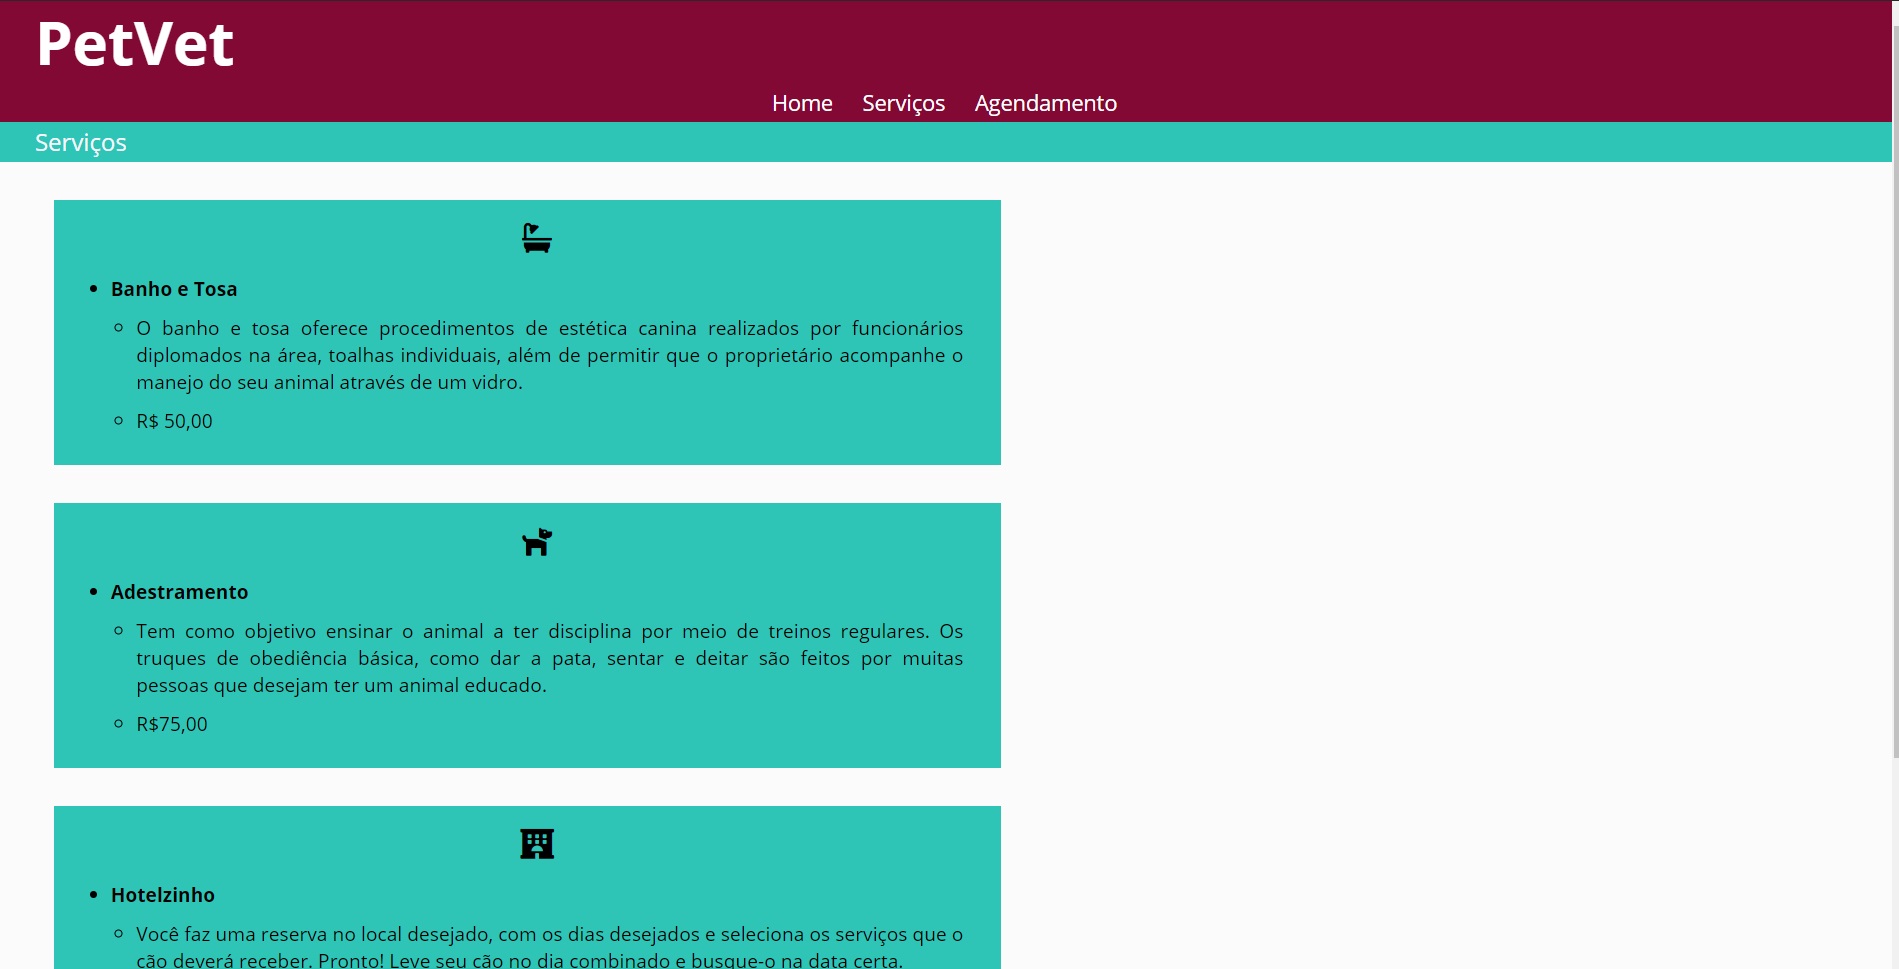 PetVet
Home Serviços Agendamento
Serviços
Banho e Tosa
O banho e tosa oferece procedimentos de estética canina realizados por funcionários
diplomados na área, toalhas individuais, além de permitir que o proprietário acompanhe o
manejo do seu animal através de um vidro.
R$ 50,00
Adestramento
Tem como objetivo ensinar o animal a ter disciplina por meio de treinos regulares. Os
truques de obediência básica, como dar a pata, sentar e deitar são feitos por muitas
pessoas que desejam ter um animal educado.
R$75,00
Hotelzinho
Você faz uma reserva no local desejado, com os dias desejados e seleciona os serviços que o
cão deverá receber. Pronto! Leve seu cão no dia combinado e busque-o na data certa.